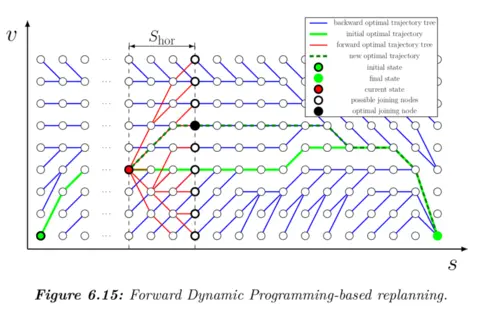 v
S_hor
backward optimal trajectory tree
initial optimal trajectory
forward optimal trajectory tree
new optimal trajectory
initial state
final state
current state
possible joining nodes
optimal joining node
s
Figure 6.15: Forward Dynamic Programming-based replanning.